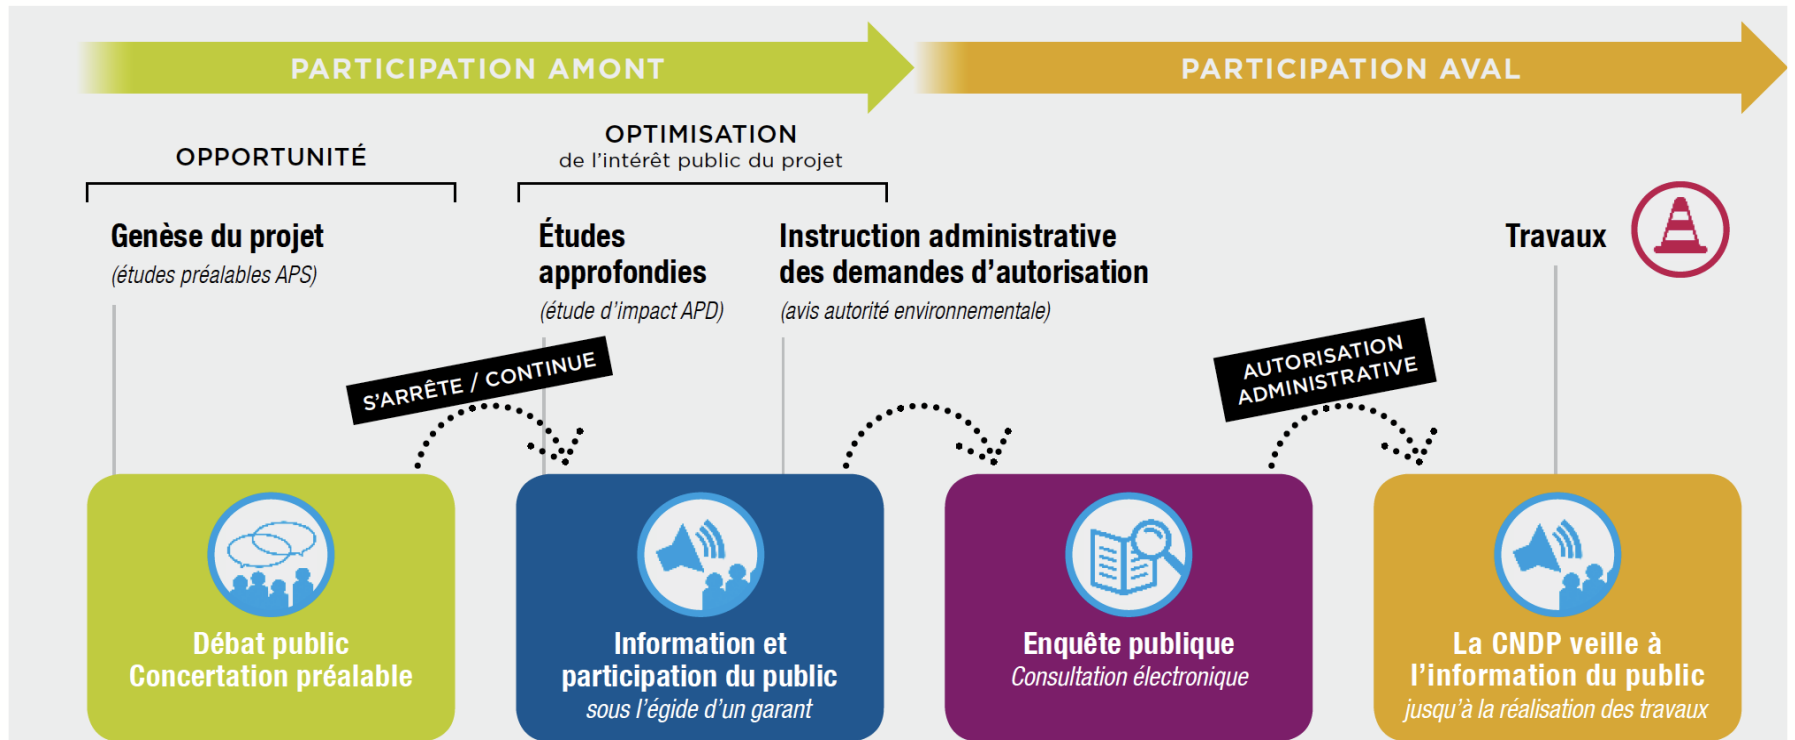 PARTICIPATION AMONT
PARTICIPATION AVAL
OPPORTUNITÉ
OPTIMISATION
de l'intérêt public du projet
Genèse du projet
(études préalables APS)
Études
approfondies
(étude d'impact APD)
Instruction administrative
des demandes d'autorisation
(avis autorité environnementale)
Travaux
S'ARRÊTE / CONTINUE
AUTORISATION
ADMINISTRATIVE
Débat public
Concertation préalable
Information et
participation du public
sous l'égide d'un garant
Enquête publique
Consultation électronique
La CNDP veille à
l'information du public
jusqu'à la réalisation des travaux